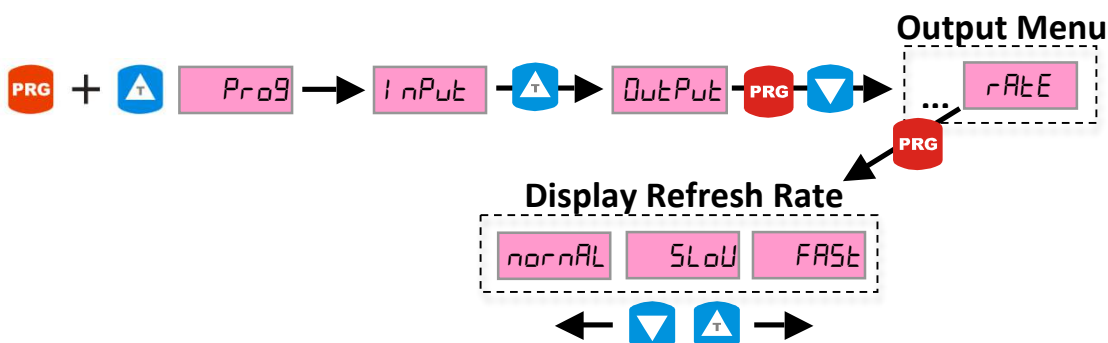 Output Menu
PRG + T Prog InPut T OutPut PRG ... rAtE
PRG
Display Refresh Rate
nornAL SLoU FASt
T